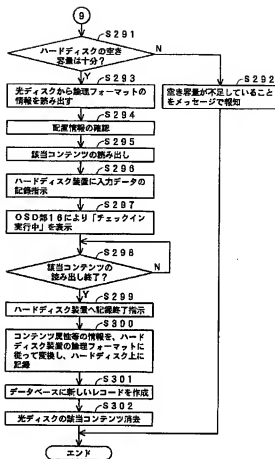 9
S291
ハードディスクの空き
容量は十分？
N
Y
S293
光ディスクから論理フォーマットの
情報を読み出す
S292
空き容量が不足していること
をメッセージで報知
S294
配置情報の確認
S295
該当コンテンツの読み出し
S296
ハードディスク装置に入力データの
記録指示
S297
OSD部16により「チェックイン
実行中」を表示
S298
該当コンテンツの
読み出し終了？
N
Y
S299
ハードディスク装置へ記録終了指示
S300
コンテンツ属性等の情報を、ハード
ディスク装置の論理フォーマットに
従って変換し、ハードディスク上に
記録
S301
データベースに新しいレコードを作成
S302
光ディスクの該当コンテンツ消去
エンド